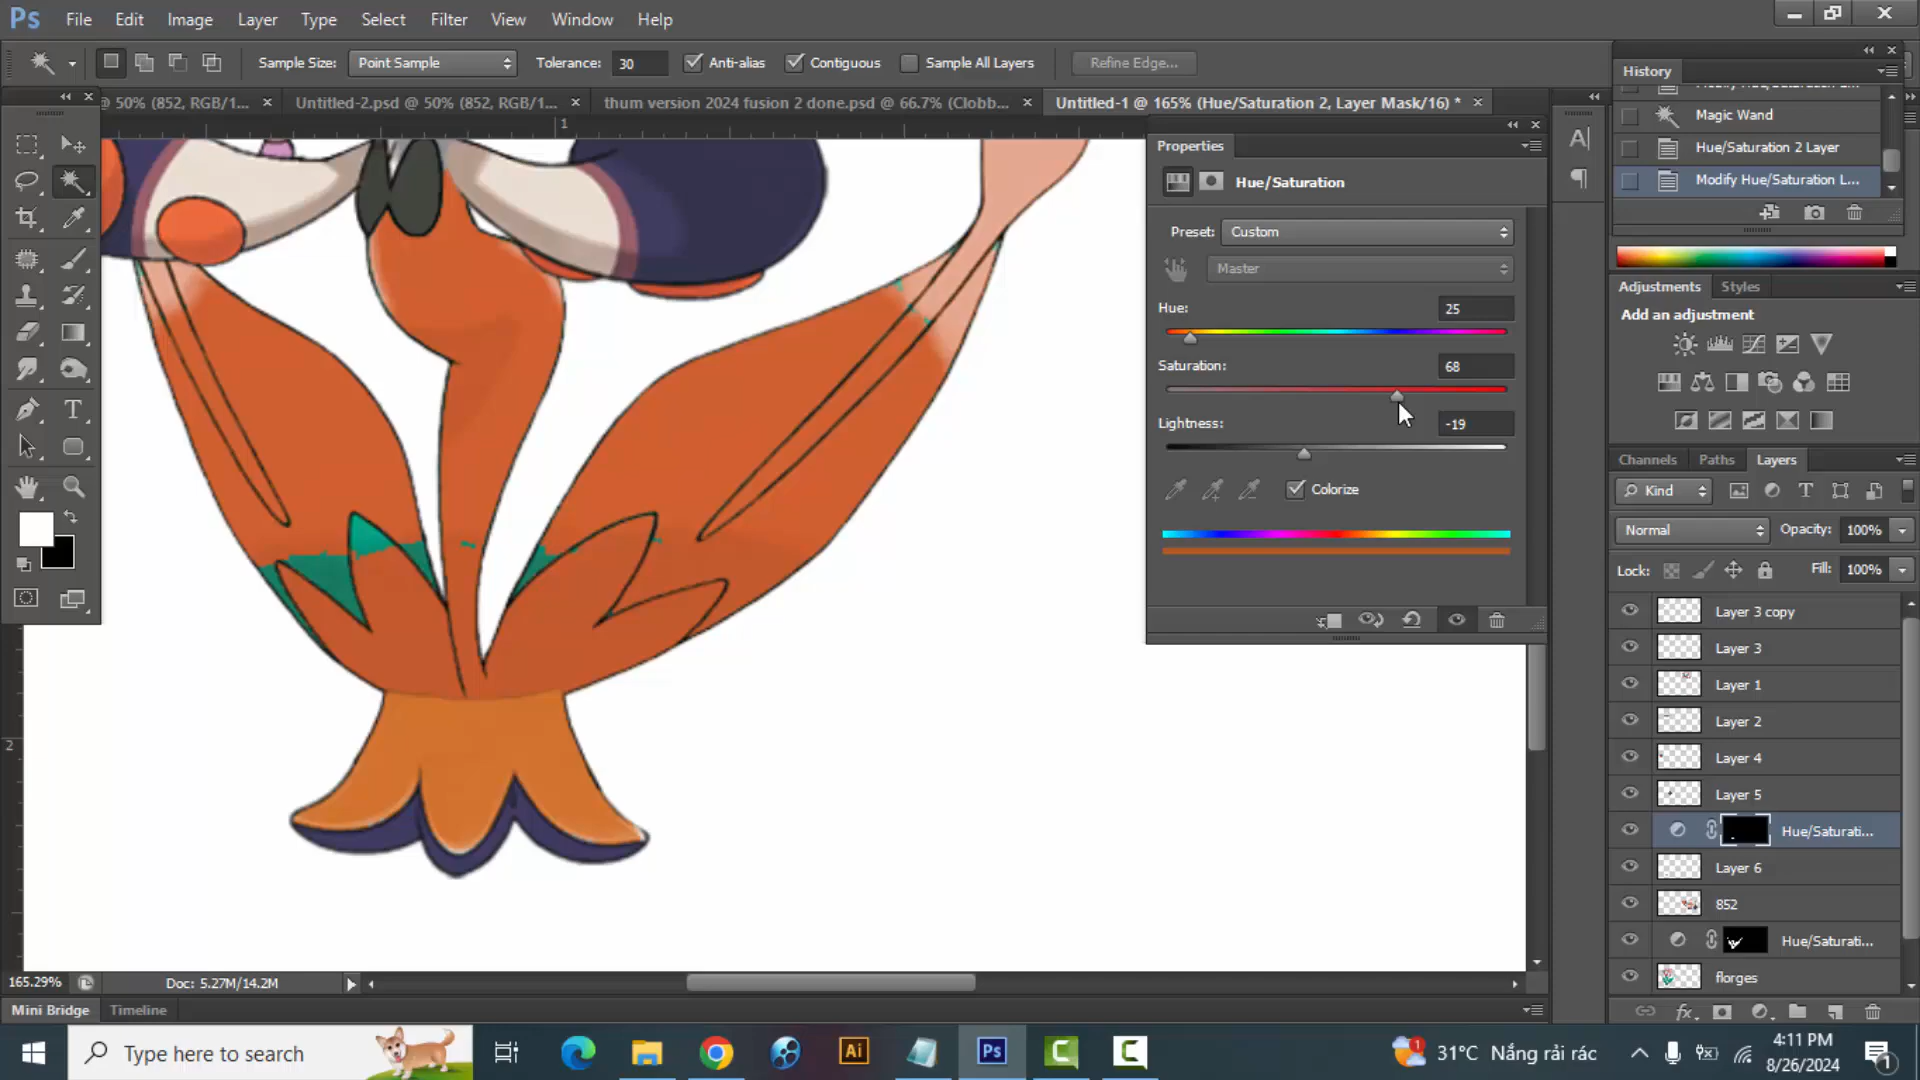 Ps File Edit Image Layer Type Select Filter View Window Help
Sample Size: Point Sample Tolerance: 30 Anti-alias Contiguous Sample All Layers Refine Edge...
@ 50% (852, RGB/1... × Untitled-2.psd @ 50% (852, RGB/1... × thum version 2024 fusion 2 done.psd @ 66.7% (Clobb... × Untitled-1 @ 165% (Hue/Saturation 2, Layer Mask/16) * ×
1
2
Properties
Hue/Saturation
Preset: Custom
Master
Hue: 25
Saturation: 68
Lightness: -19
Colorize
History
Magic Wand
Hue/Saturation 2 Layer
Modify Hue/Saturation L...
Adjustments Styles
Add an adjustment
Channels Paths Layers
Kind
Normal Opacity: 100%
Lock: Fill: 100%
Layer 3 copy
Layer 3
Layer 1
Layer 2
Layer 4
Layer 5
Hue/Saturati...
Layer 6
852
Hue/Saturati...
florges
165.29% Doc: 5.27M/14.2M
Mini Bridge Timeline
Type here to search
Ai Ps
31°C Nắng rải rác
4:11 PM
8/26/2024
1